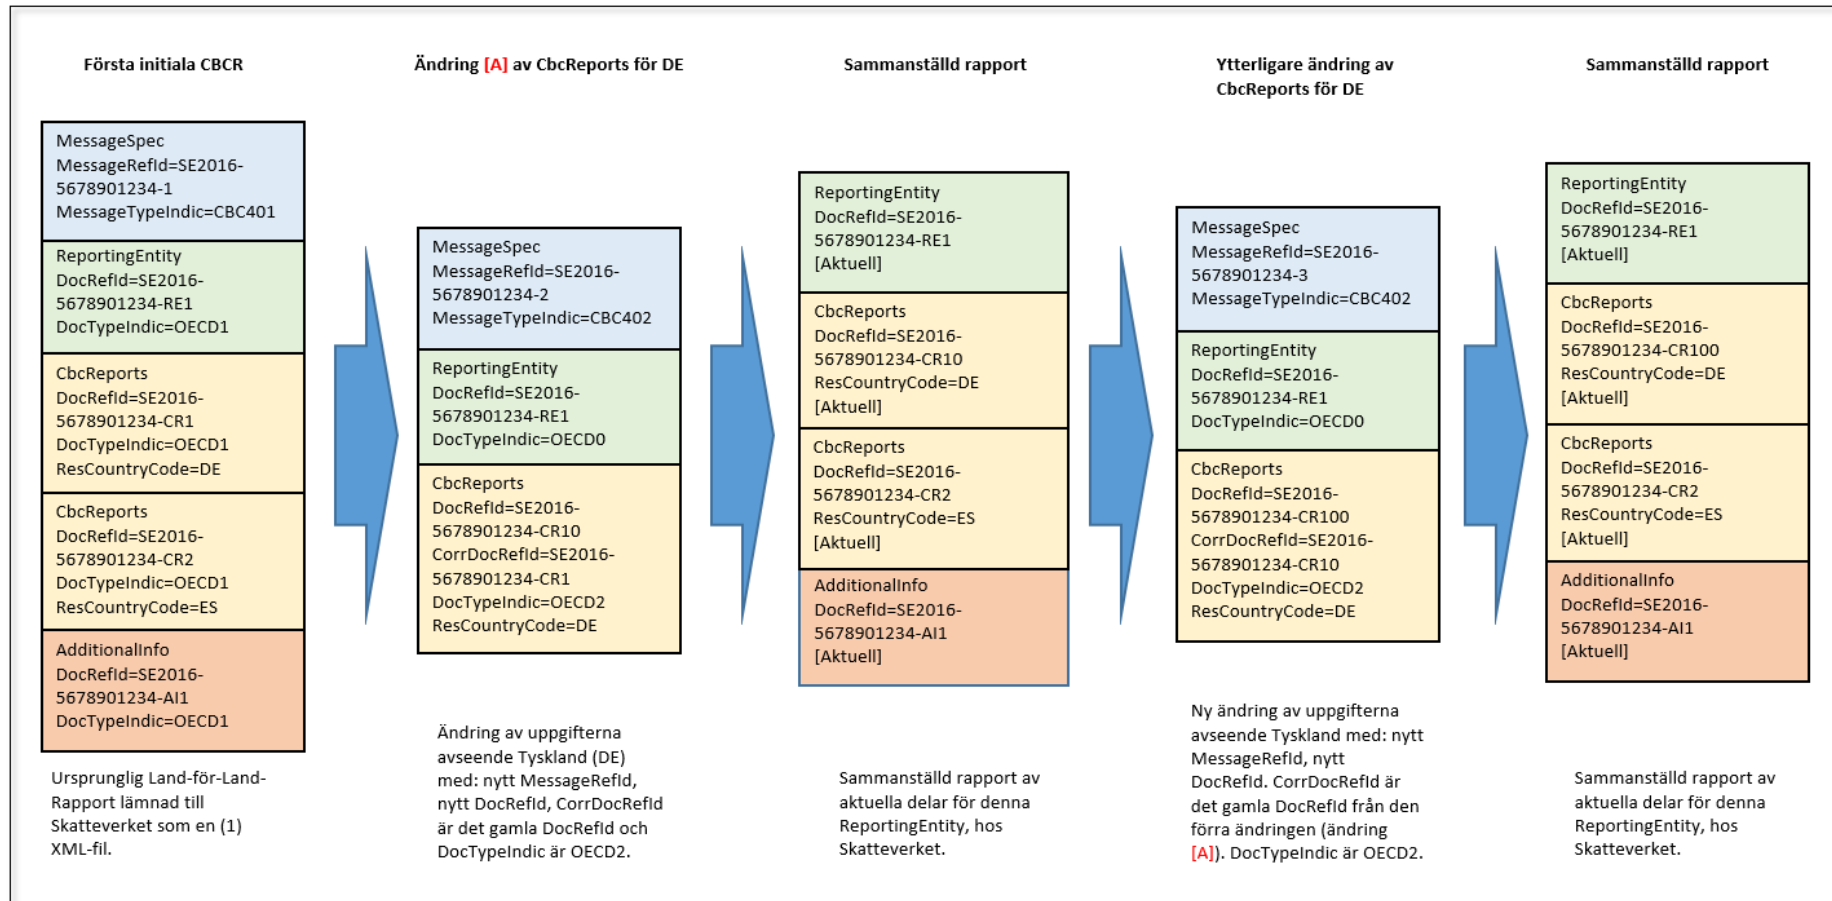 Första initiala CBCR
MessageSpec
MessageRefId=SE2016-
5678901234-1
MessageTypeIndic=CBC401
ReportingEntity
DocRefId=SE2016-
5678901234-RE1
DocTypeIndic=OECD1
CbcReports
DocRefId=SE2016-
5678901234-CR1
DocTypeIndic=OECD1
ResCountryCode=DE
CbcReports
DocRefId=SE2016-
5678901234-CR2
DocTypeIndic=OECD1
ResCountryCode=ES
AdditionalInfo
DocRefId=SE2016-
5678901234-AI1
DocTypeIndic=OECD1
Ursprunglig Land-för-Land-
Rapport lämnad till
Skatteverket som en (1)
XML-fil.
Ändring [A] av CbcReports för DE
MessageSpec
MessageRefId=SE2016-
5678901234-2
MessageTypeIndic=CBC402
ReportingEntity
DocRefId=SE2016-
5678901234-RE1
DocTypeIndic=OECD0
CbcReports
DocRefId=SE2016-
5678901234-CR10
CorrDocRefId=SE2016-
5678901234-CR1
DocTypeIndic=OECD2
ResCountryCode=DE
Ändring av uppgifterna
avseende Tyskland (DE)
med: nytt MessageRefId,
nytt DocRefId, CorrDocRefId
är det gamla DocRefId och
DocTypeIndic är OECD2.
Sammanställd rapport
ReportingEntity
DocRefId=SE2016-
5678901234-RE1
[Aktuell]
CbcReports
DocRefId=SE2016-
5678901234-CR10
ResCountryCode=DE
[Aktuell]
CbcReports
DocRefId=SE2016-
5678901234-CR2
ResCountryCode=ES
[Aktuell]
AdditionalInfo
DocRefId=SE2016-
5678901234-AI1
[Aktuell]
Sammanställd rapport av
aktuella delar för denna
ReportingEntity, hos
Skatteverket.
Ytterligare ändring av
CbcReports för DE
MessageSpec
MessageRefId=SE2016-
5678901234-3
MessageTypeIndic=CBC402
ReportingEntity
DocRefId=SE2016-
5678901234-RE1
DocTypeIndic=OECD0
CbcReports
DocRefId=SE2016-
5678901234-CR100
CorrDocRefId=SE2016-
5678901234-CR10
DocTypeIndic=OECD2
ResCountryCode=DE
Ny ändring av uppgifterna
avseende Tyskland med: nytt
MessageRefId, nytt
DocRefId. CorrDocRefId är
det gamla DocRefId från den
förra ändringen (ändring
[A]). DocTypeIndic är OECD2.
Sammanställd rapport
ReportingEntity
DocRefId=SE2016-
5678901234-RE1
[Aktuell]
CbcReports
DocRefId=SE2016-
5678901234-CR100
ResCountryCode=DE
[Aktuell]
CbcReports
DocRefId=SE2016-
5678901234-CR2
ResCountryCode=ES
[Aktuell]
AdditionalInfo
DocRefId=SE2016-
5678901234-AI1
[Aktuell]
Sammanställd rapport av
aktuella delar för denna
ReportingEntity, hos
Skatteverket.